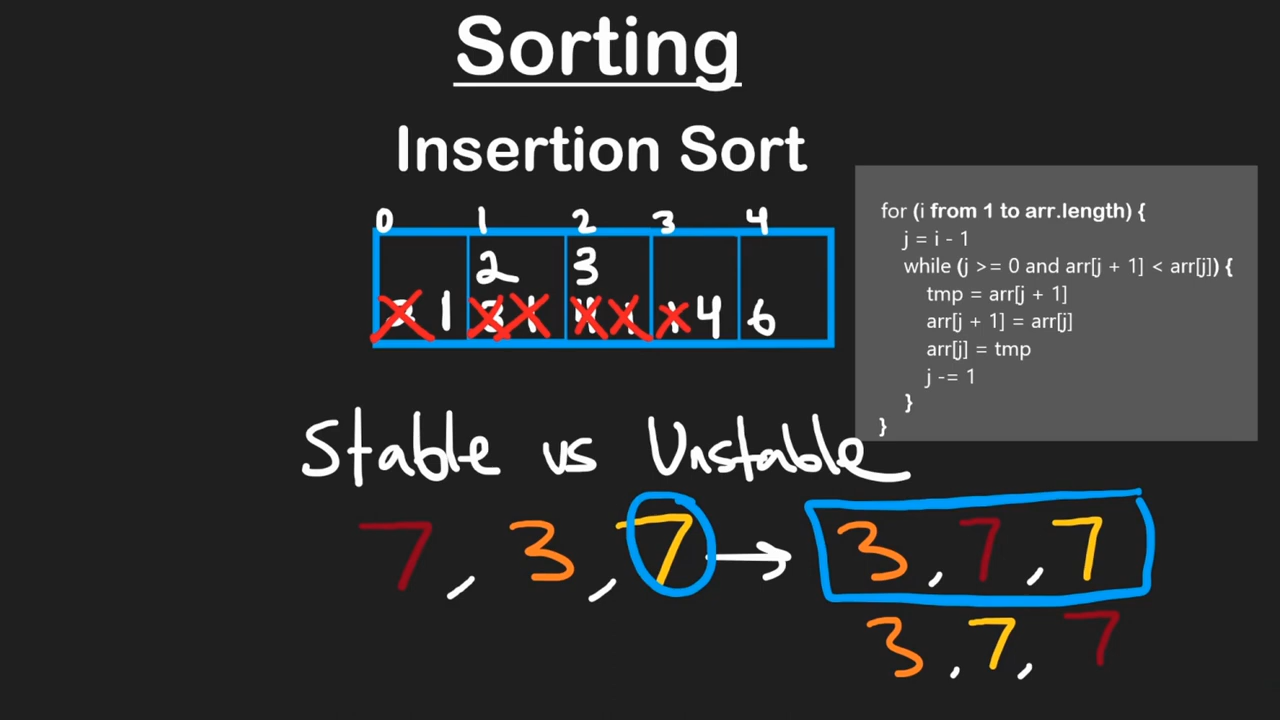 Sorting
Insertion Sort
0 1 2 3 4
2 3
1 4 6
for (i from 1 to arr.length) {
j = i - 1
while (j >= 0 and arr[j + 1] < arr[j]) {
tmp = arr[j + 1]
arr[j + 1] = arr[j]
arr[j] = tmp
j -= 1
}
}
Stable vs Unstable
7, 3, 7 → 3, 7, 7
3, 7, 7